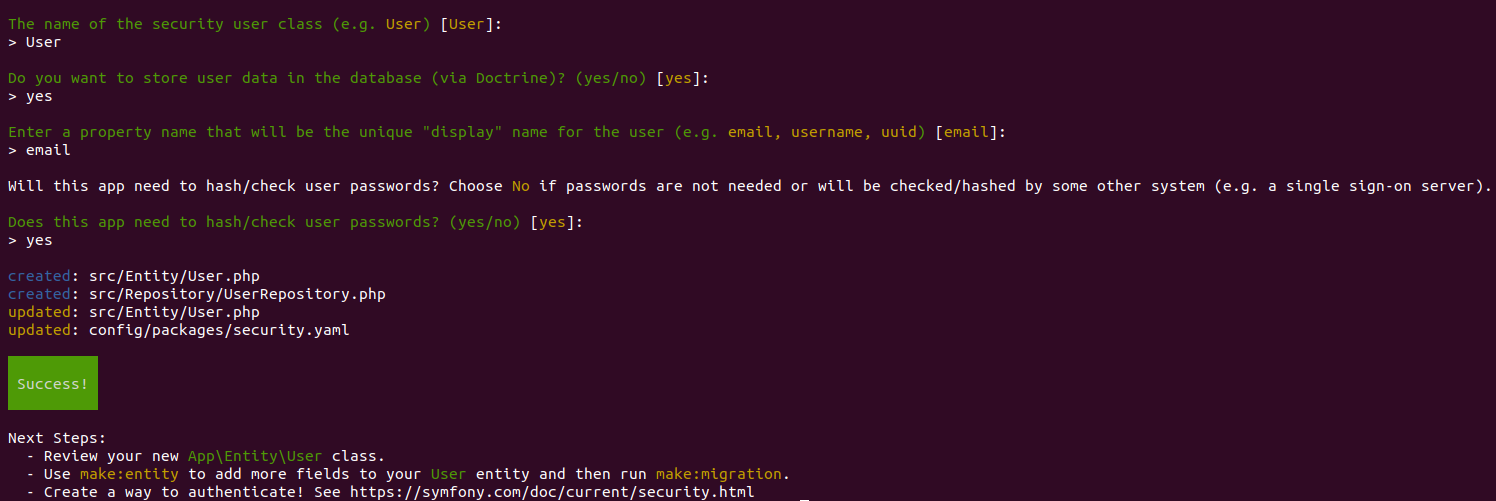 The name of the security user class (e.g. User) [User]:
> User
Do you want to store user data in the database (via Doctrine)? (yes/no) [yes]:
> yes
Enter a property name that will be the unique "display" name for the user (e.g. email, username, uuid) [email]:
> email
Will this app need to hash/check user passwords? Choose No if passwords are not needed or will be checked/hashed by some other system (e.g. a single sign-on server).
Does this app need to hash/check user passwords? (yes/no) [yes]:
> yes
created: src/Entity/User.php
created: src/Repository/UserRepository.php
updated: src/Entity/User.php
updated: config/packages/security.yaml
Success!
Next Steps:
- Review your new App\Entity\User class.
- Use make:entity to add more fields to your User entity and then run make:migration.
- Create a way to authenticate! See https://symfony.com/doc/current/security.html